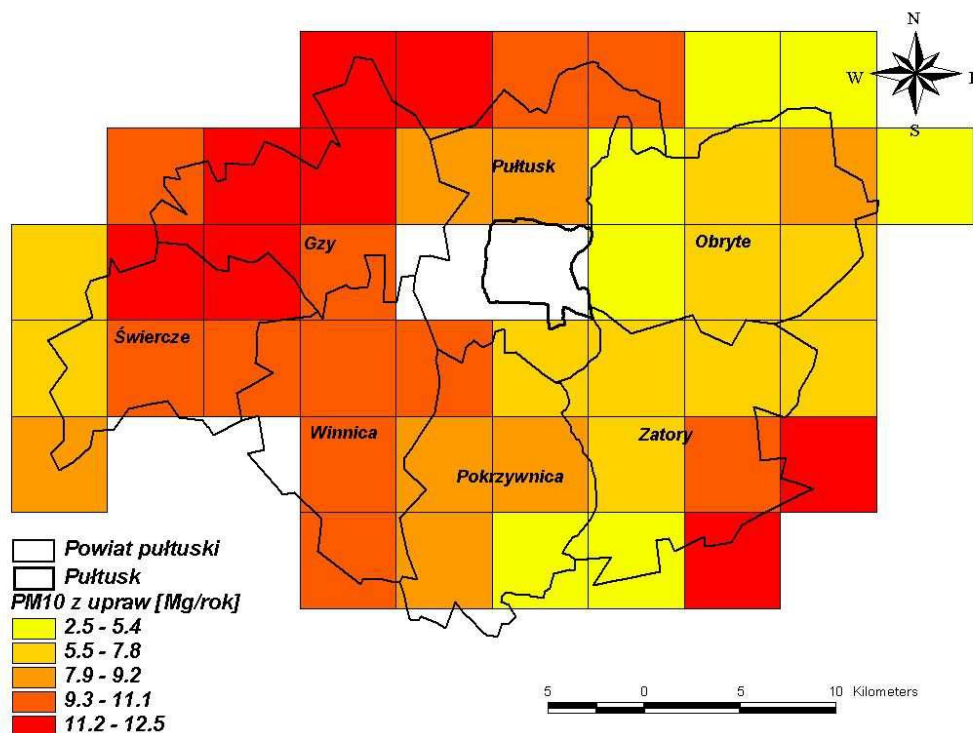 N
W
S
Pułtusk
Gzy
Obryte
Świercze
Winnica
Zatory
Pokrzywnica
Powiat pułtuski
Pułtusk
PM10 z upraw [Mg/rok]
2.5 - 5.4
5.5 - 7.8
7.9 - 9.2
9.3 - 11.1
11.2 - 12.5
5 0 5 10 Kilometers